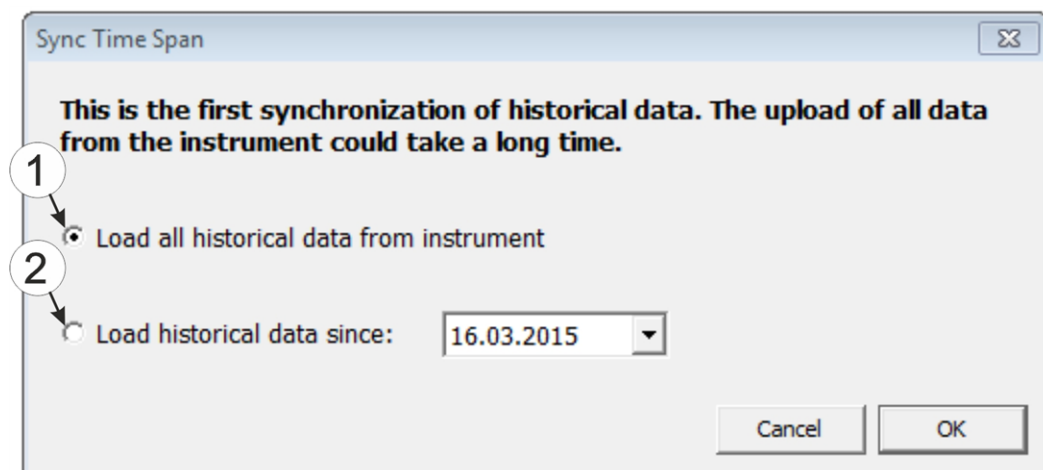 Sync Time Span
This is the first synchronization of historical data. The upload of all data
from the instrument could take a long time.
1
Load all historical data from instrument
2
Load historical data since: 16.03.2015
Cancel OK